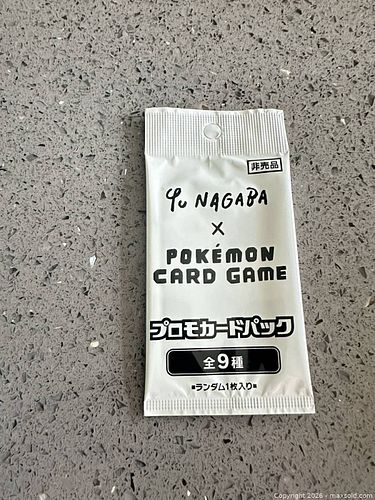 非売品
Yu NAGABA
X
POKÉMON
CARD GAME
プロモカードパック
全9種
■ランダム1枚入り■
Copyright 2026 - maxsold.com